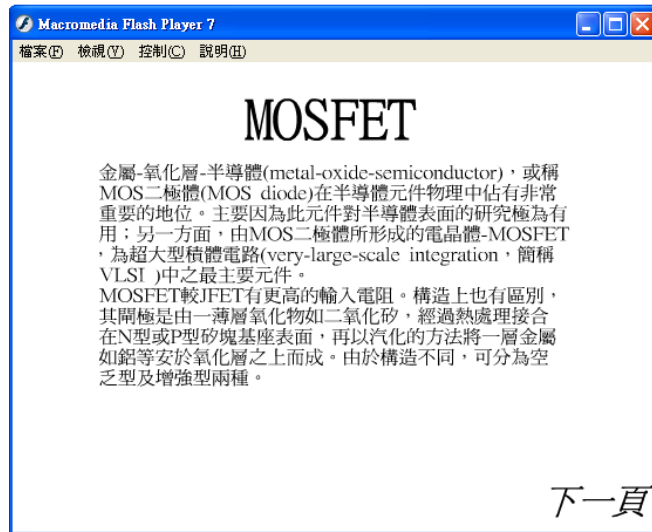 Macromedia Flash Player 7
檔案(F) 檢視(V) 控制(C) 說明(H)
MOSFET
金屬-氧化層-半導體(metal-oxide-semiconductor)，或稱
MOS二極體(MOS diode)在半導體元件物理中佔有非常
重要的地位。主要因為此元件對半導體表面的研究極為有
用；另一方面，由MOS二極體所形成的電晶體-MOSFET
，為超大型積體電路(very-large-scale integration，簡稱
VLSI )中之最主要元件。
MOSFET較JFET有更高的輸入電阻。構造上也有區別，
其閘極是由一薄層氧化物如二氧化矽，經過熱處理接合
在N型或P型矽塊基座表面，再以汽化的方法將一層金屬
如鋁等安於氧化層之上而成。由於構造不同，可分為空
乏型及增強型兩種。
下一頁